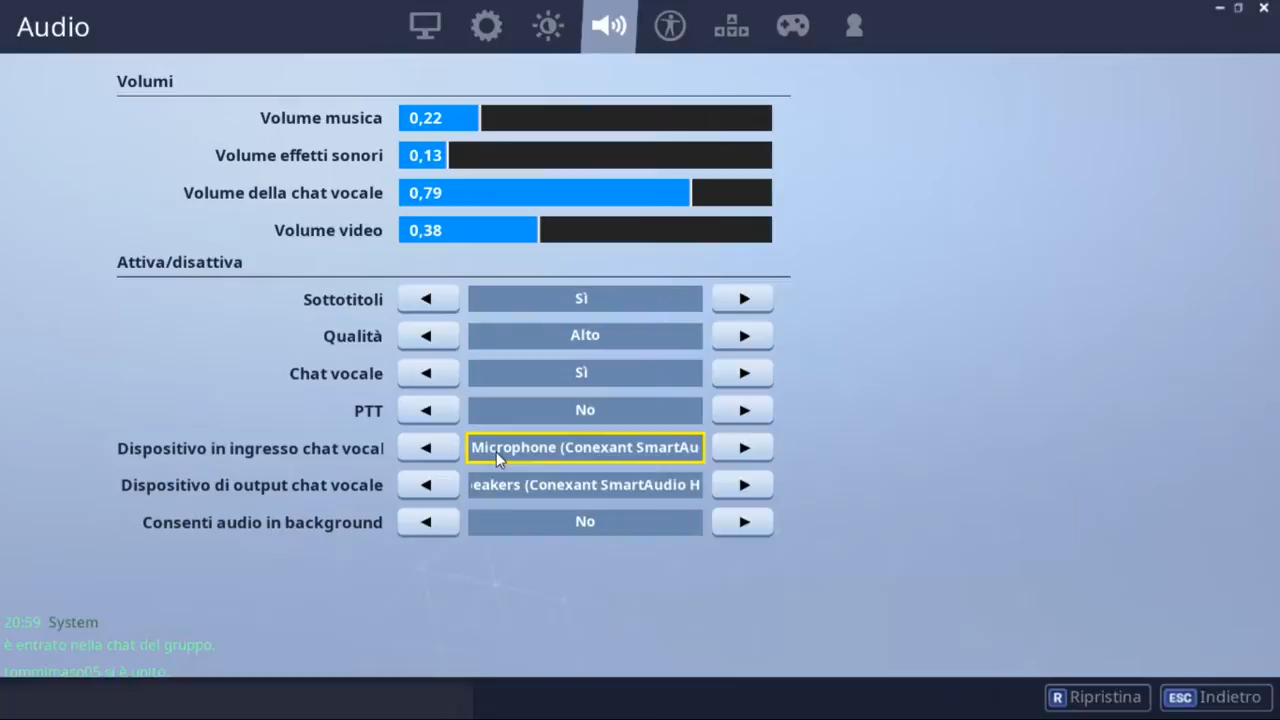 Audio
Volumi
Volume musica 0,22
Volume effetti sonori 0,13
Volume della chat vocale 0,79
Volume video 0,38
Attiva/disattiva
Sottotitoli Sì
Qualità Alto
Chat vocale Sì
PTT No
Dispositivo in ingresso chat vocal Microphone (Conexant SmartAu
Dispositivo di output chat vocale eakers (Conexant SmartAudio H
Consenti audio in background No
20:59 System
è entrato nella chat del gruppo.
tommimaso05 si è unito
R Ripristina ESC Indietro